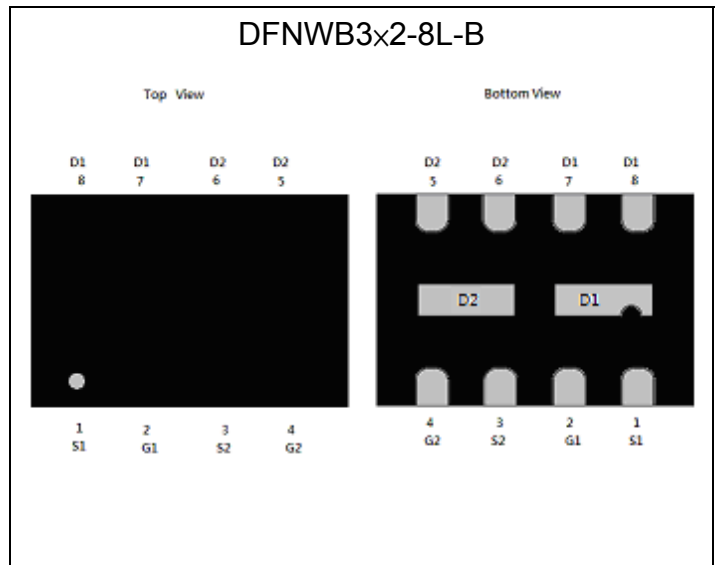 DFNWB3×2-8L-B
Top View
Bottom View
D1 D1 D2 D2
8 7 6 5
D2 D2 D1 D1
5 6 7 8
D2 D1
1 2 3 4
S1 G1 S2 G2
4 3 2 1
G2 S2 G1 S1